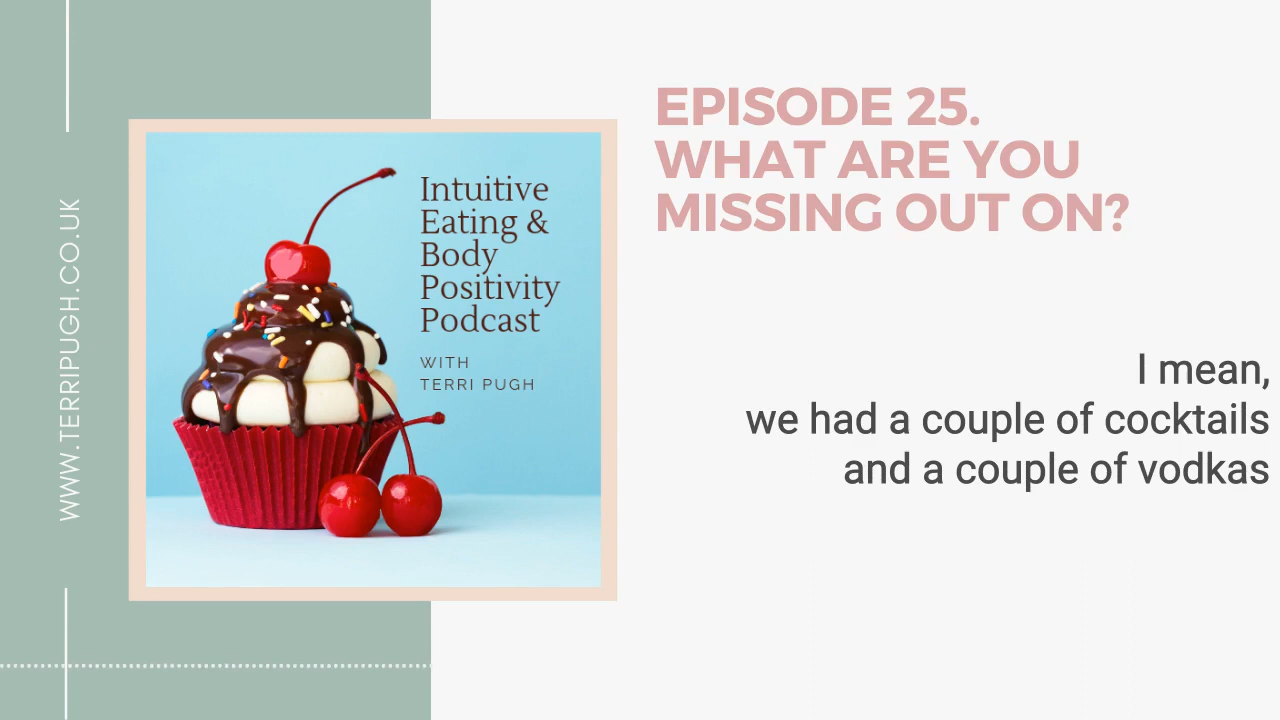 WWW.TERRIPUGH.CO.UK
Intuitive
Eating &
Body
Positivity
Podcast
WITH
TERRI PUGH
EPISODE 25.
WHAT ARE YOU
MISSING OUT ON?
I mean,
we had a couple of cocktails
and a couple of vodkas